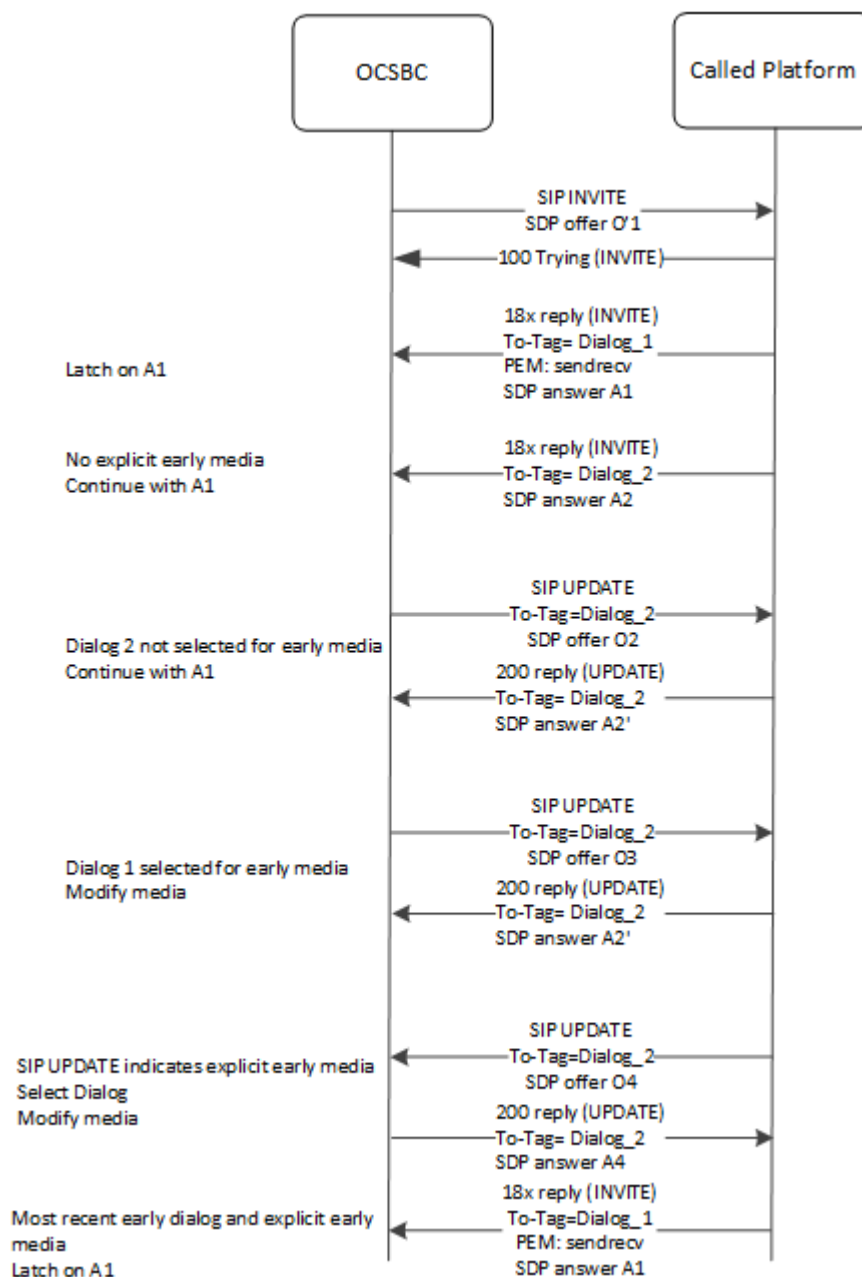 OCSBC
Called Platform
SIP INVITE
SDP offer O'1
100 Trying (INVITE)
18x reply (INVITE)
To-Tag= Dialog_1
PEM: sendrecv
SDP answer A1
Latch on A1
18x reply (INVITE)
To-Tag= Dialog_2
SDP answer A2
No explicit early media
Continue with A1
SIP UPDATE
To-Tag=Dialog_2
SDP offer O2
Dialog 2 not selected for early media
Continue with A1
200 reply (UPDATE)
To-Tag= Dialog_2
SDP answer A2'
SIP UPDATE
To-Tag=Dialog_2
SDP offer O3
Dialog 1 selected for early media
Modify media
200 reply (UPDATE)
To-Tag= Dialog_2
SDP answer A2'
SIP UPDATE
To-Tag=Dialog_2
SDP offer O4
SIP UPDATE indicates explicit early media
Select Dialog
Modify media
200 reply (UPDATE)
To-Tag= Dialog_2
SDP answer A4
18x reply (INVITE)
To-Tag=Dialog_1
PEM: sendrecv
SDP answer A1
Most recent early dialog and explicit early
media
Latch on A1